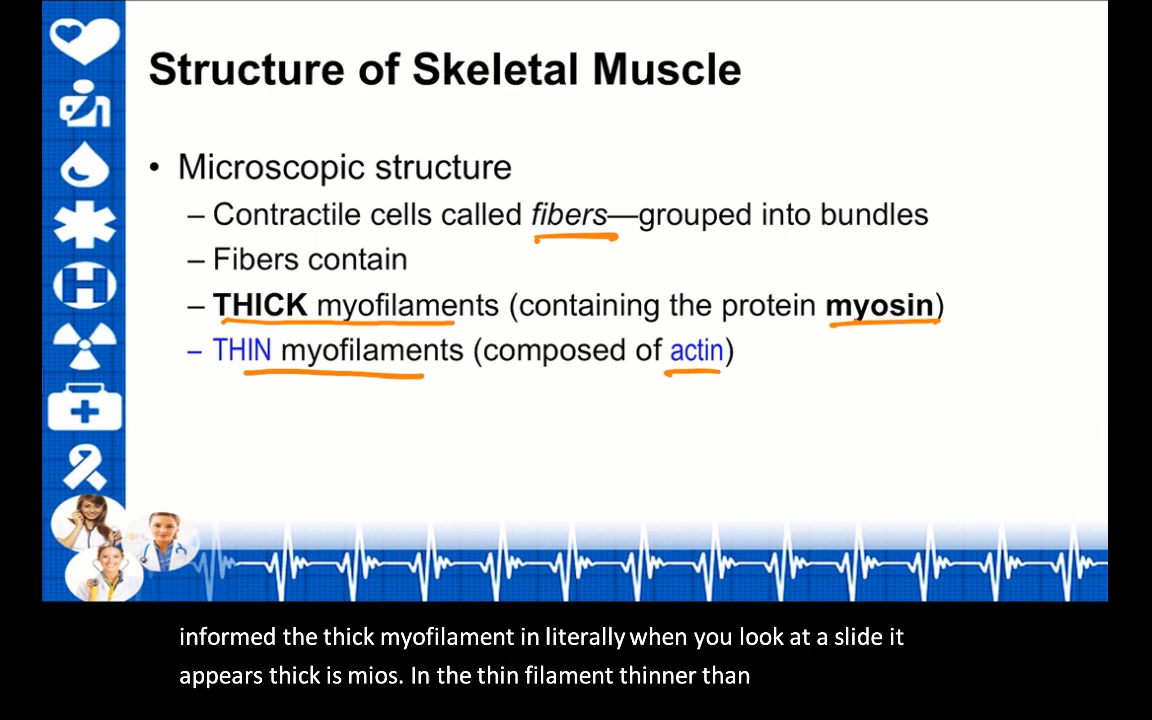 Structure of Skeletal Muscle
• Microscopic structure
– Contractile cells called fibers—grouped into bundles
– Fibers contain
– THICK myofilaments (containing the protein myosin)
– THIN myofilaments (composed of actin)
H
informed the thick myofilament in literally when you look at a slide it
appears thick is mios. In the thin filament thinner than